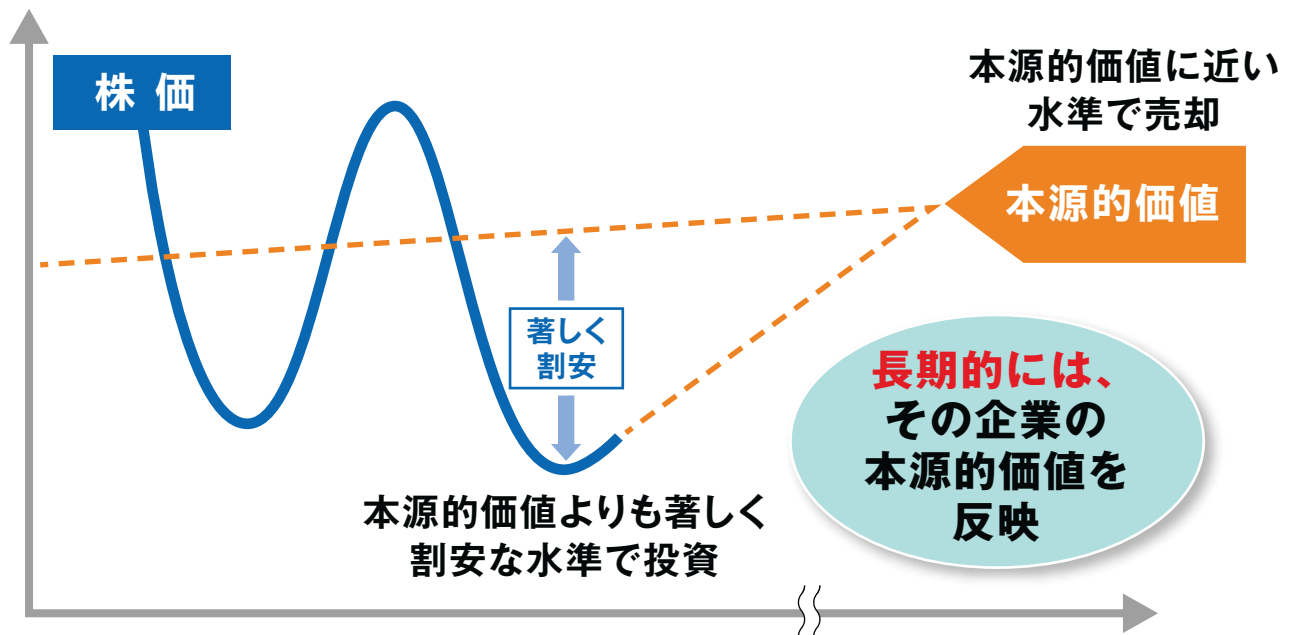 株 価
本源的価値に近い
水準で売却
本源的価値
著しく
割安
長期的には、
その企業の
本源的価値を
反映
本源的価値よりも著しく
割安な水準で投資